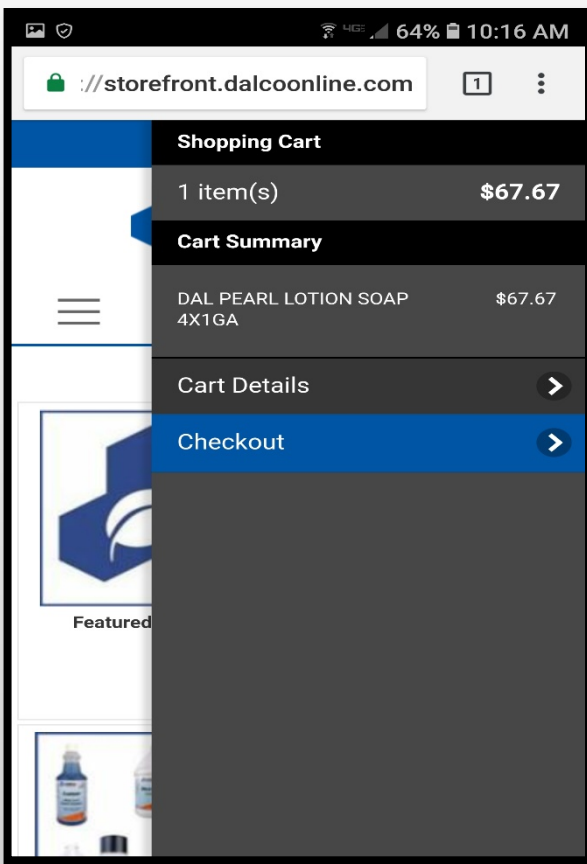 4GE 64% 10:16 AM
://storefront.dalcoonline.com 1
Shopping Cart
1 item(s) $67.67
Cart Summary
DAL PEARL LOTION SOAP $67.67
4X1GA
Cart Details
Checkout
Featured